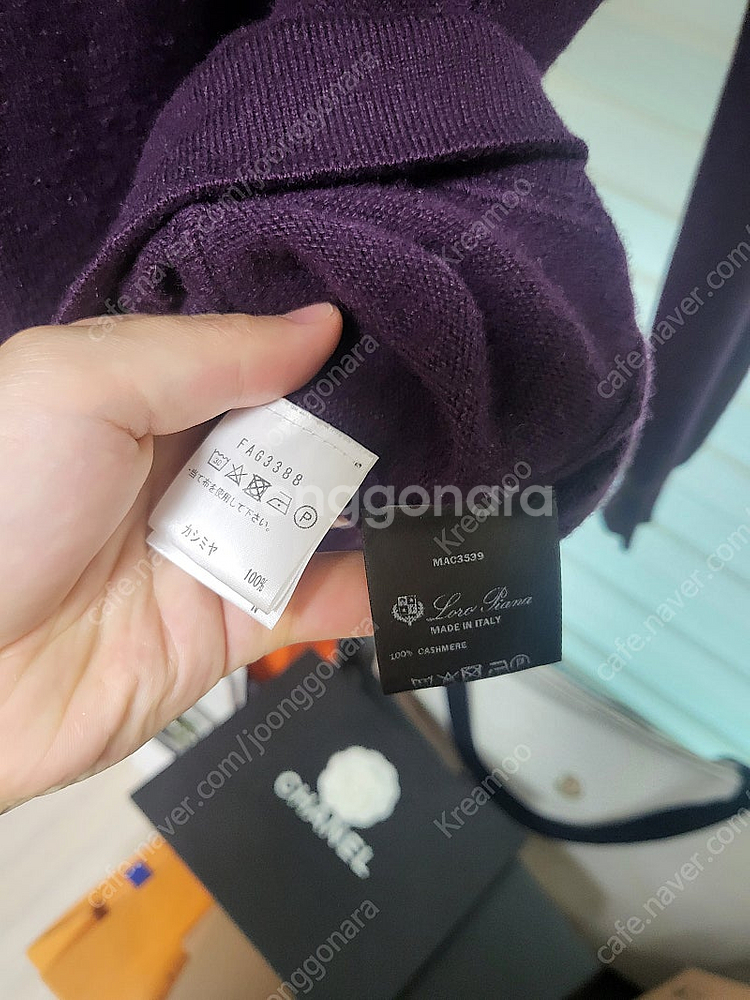 FAG3388
30
P
当て布を使用して下さい。
カシミヤ 100%
MAC3539
Loro Piana
MADE IN ITALY
100% CASHMERE
CHANEL
joonggonara
cafe.naver.com/joonggonara
Kreamoo